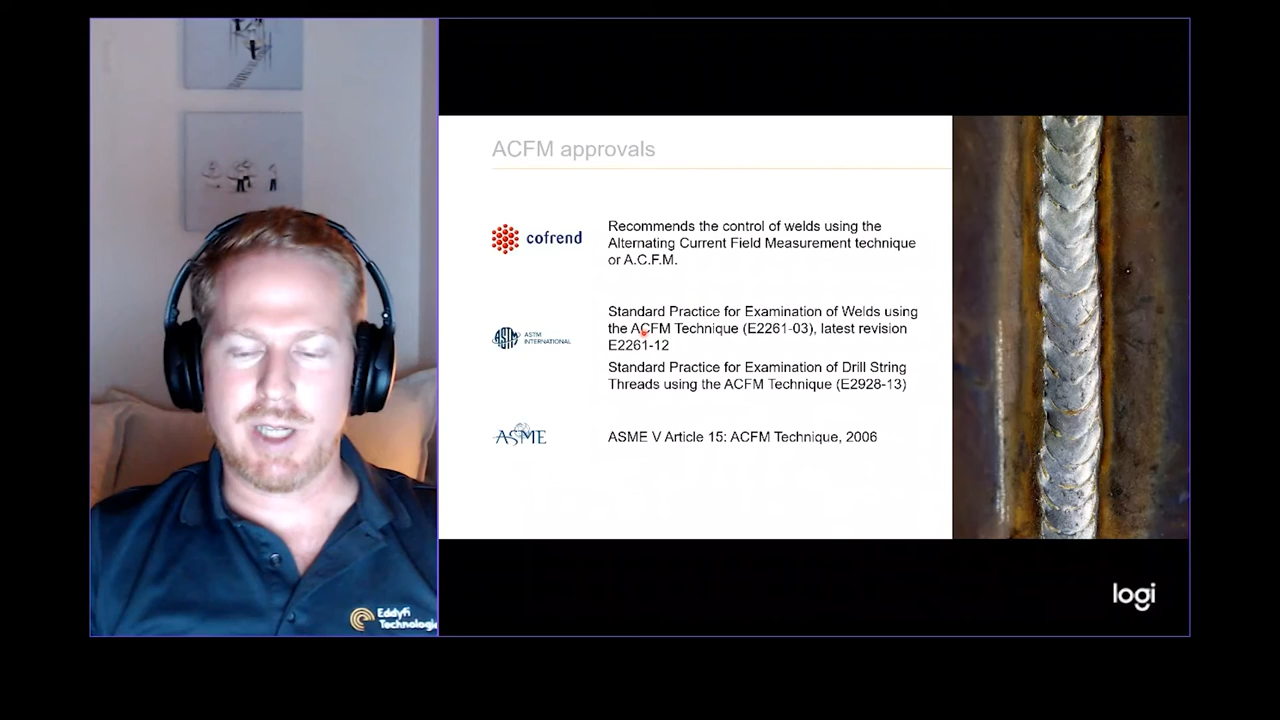 ACFM approvals
cofrend
Recommends the control of welds using the
Alternating Current Field Measurement technique
or A.C.F.M.
ASTM
ASTM
INTERNATIONAL
Standard Practice for Examination of Welds using
the ACFM Technique (E2261-03), latest revision
E2261-12
Standard Practice for Examination of Drill String
Threads using the ACFM Technique (E2928-13)
ASME
ASME V Article 15: ACFM Technique, 2006
Eddyfi
Technologie
logi